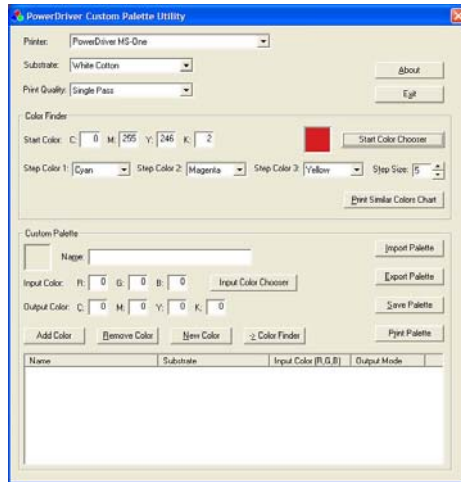 PowerDriver Custom Palette Utility
Printer: PowerDriver MS-One
Substrate: White Cotton
About
Print Quality: Single Pass
Exit
Color Finder
Start Color: C: 0 M: 255 Y: 246 K: 2 Start Color Chooser
Step Color 1: Cyan Step Color 2: Magenta Step Color 3: Yellow Step Size: 5
Print Similar Colors Chart
Custom Palette
Name:
Import Palette
Input Color: R: 0 G: 0 B: 0 Input Color Chooser
Export Palette
Output Color: C: 0 M: 0 Y: 0 K: 0
Save Palette
Add Color Remove Color New Color -> Color Finder
Print Palette
Name Substrate Input Color (R,G,B) Output Mode